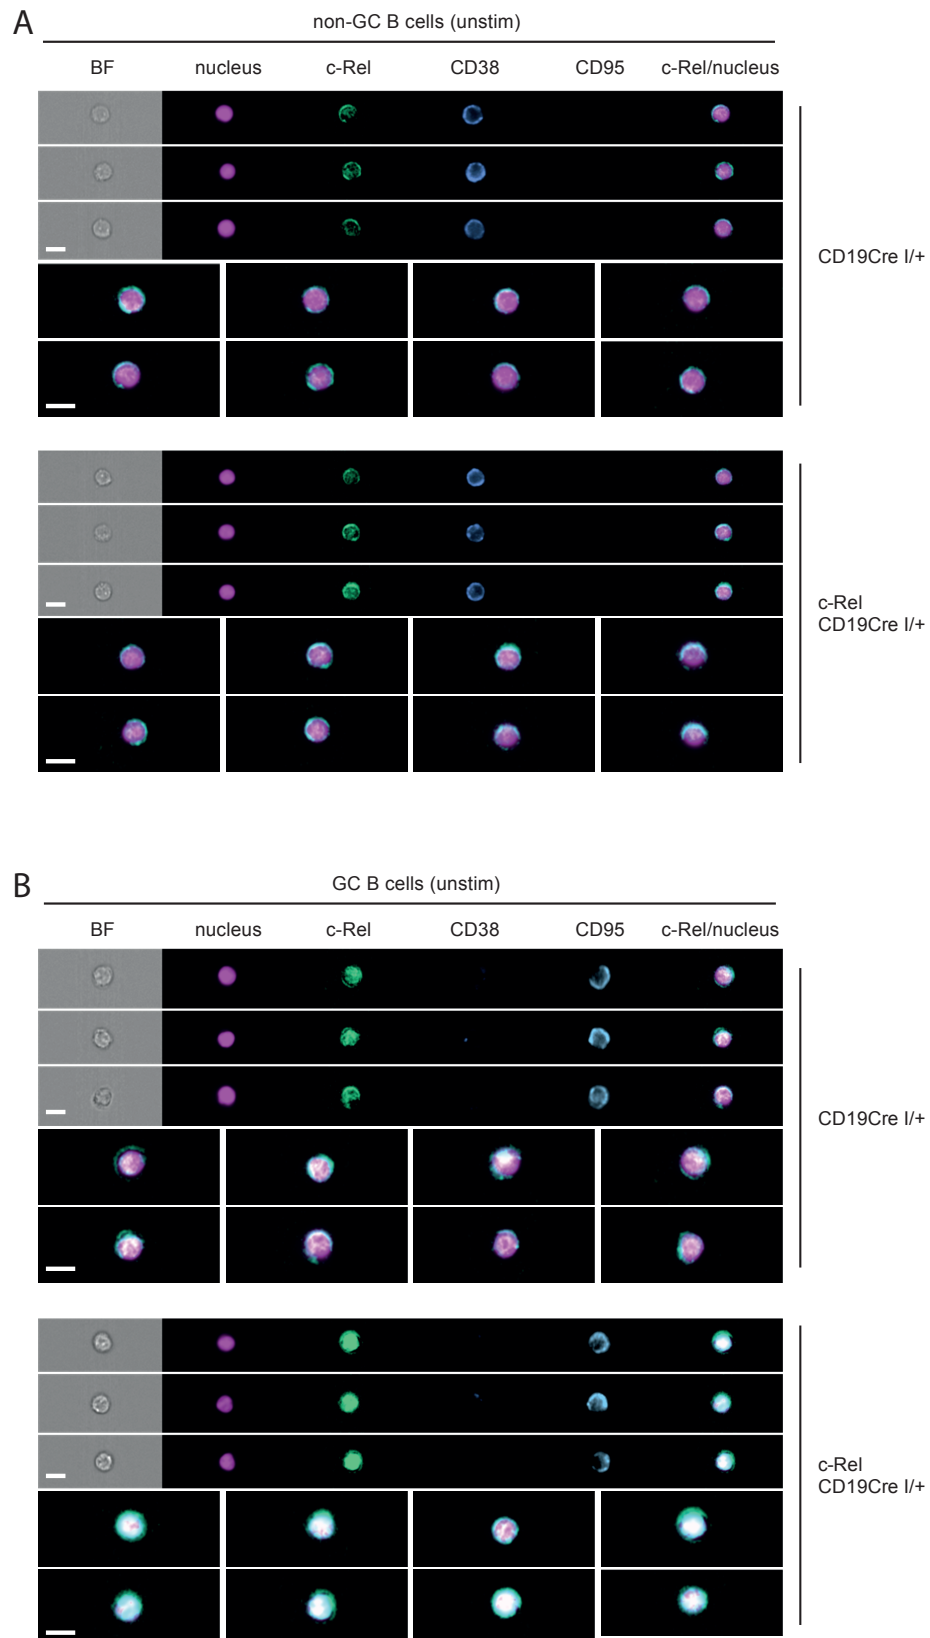 A
non-GC B cells (unstim)
BF nucleus c-Rel CD38 CD95 c-Rel/nucleus
CD19Cre I/+
c-Rel
CD19Cre I/+
B
GC B cells (unstim)
BF nucleus c-Rel CD38 CD95 c-Rel/nucleus
CD19Cre I/+
c-Rel
CD19Cre I/+